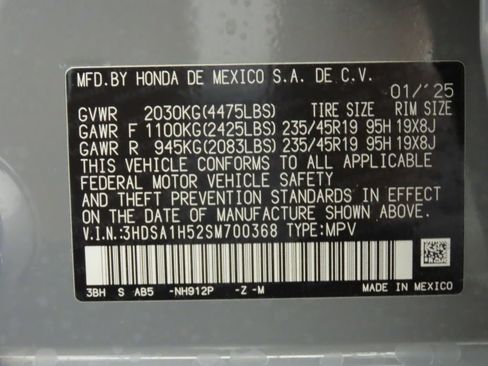 MFD.BY HONDA DE MEXICO S.A. DE C.V.
01/'25
GVWR 2030KG(4475LBS) TIRE SIZE RIM SIZE
GAWR F 1100KG(2425LBS) 235/45R19 95H 19X8J
GAWR R 945KG(2083LBS) 235/45R19 95H 19X8J
THIS VEHICLE CONFORMS TO ALL APPLICABLE
FEDERAL MOTOR VEHICLE SAFETY
AND THEFT PREVENTION STANDARDS IN EFFECT
ON THE DATE OF MANUFACTURE SHOWN ABOVE.
V.I.N.:3HDSA1H52SM700368 TYPE:MPV
3BH S AB5 -NH912P -Z -M MADE IN MEXICO